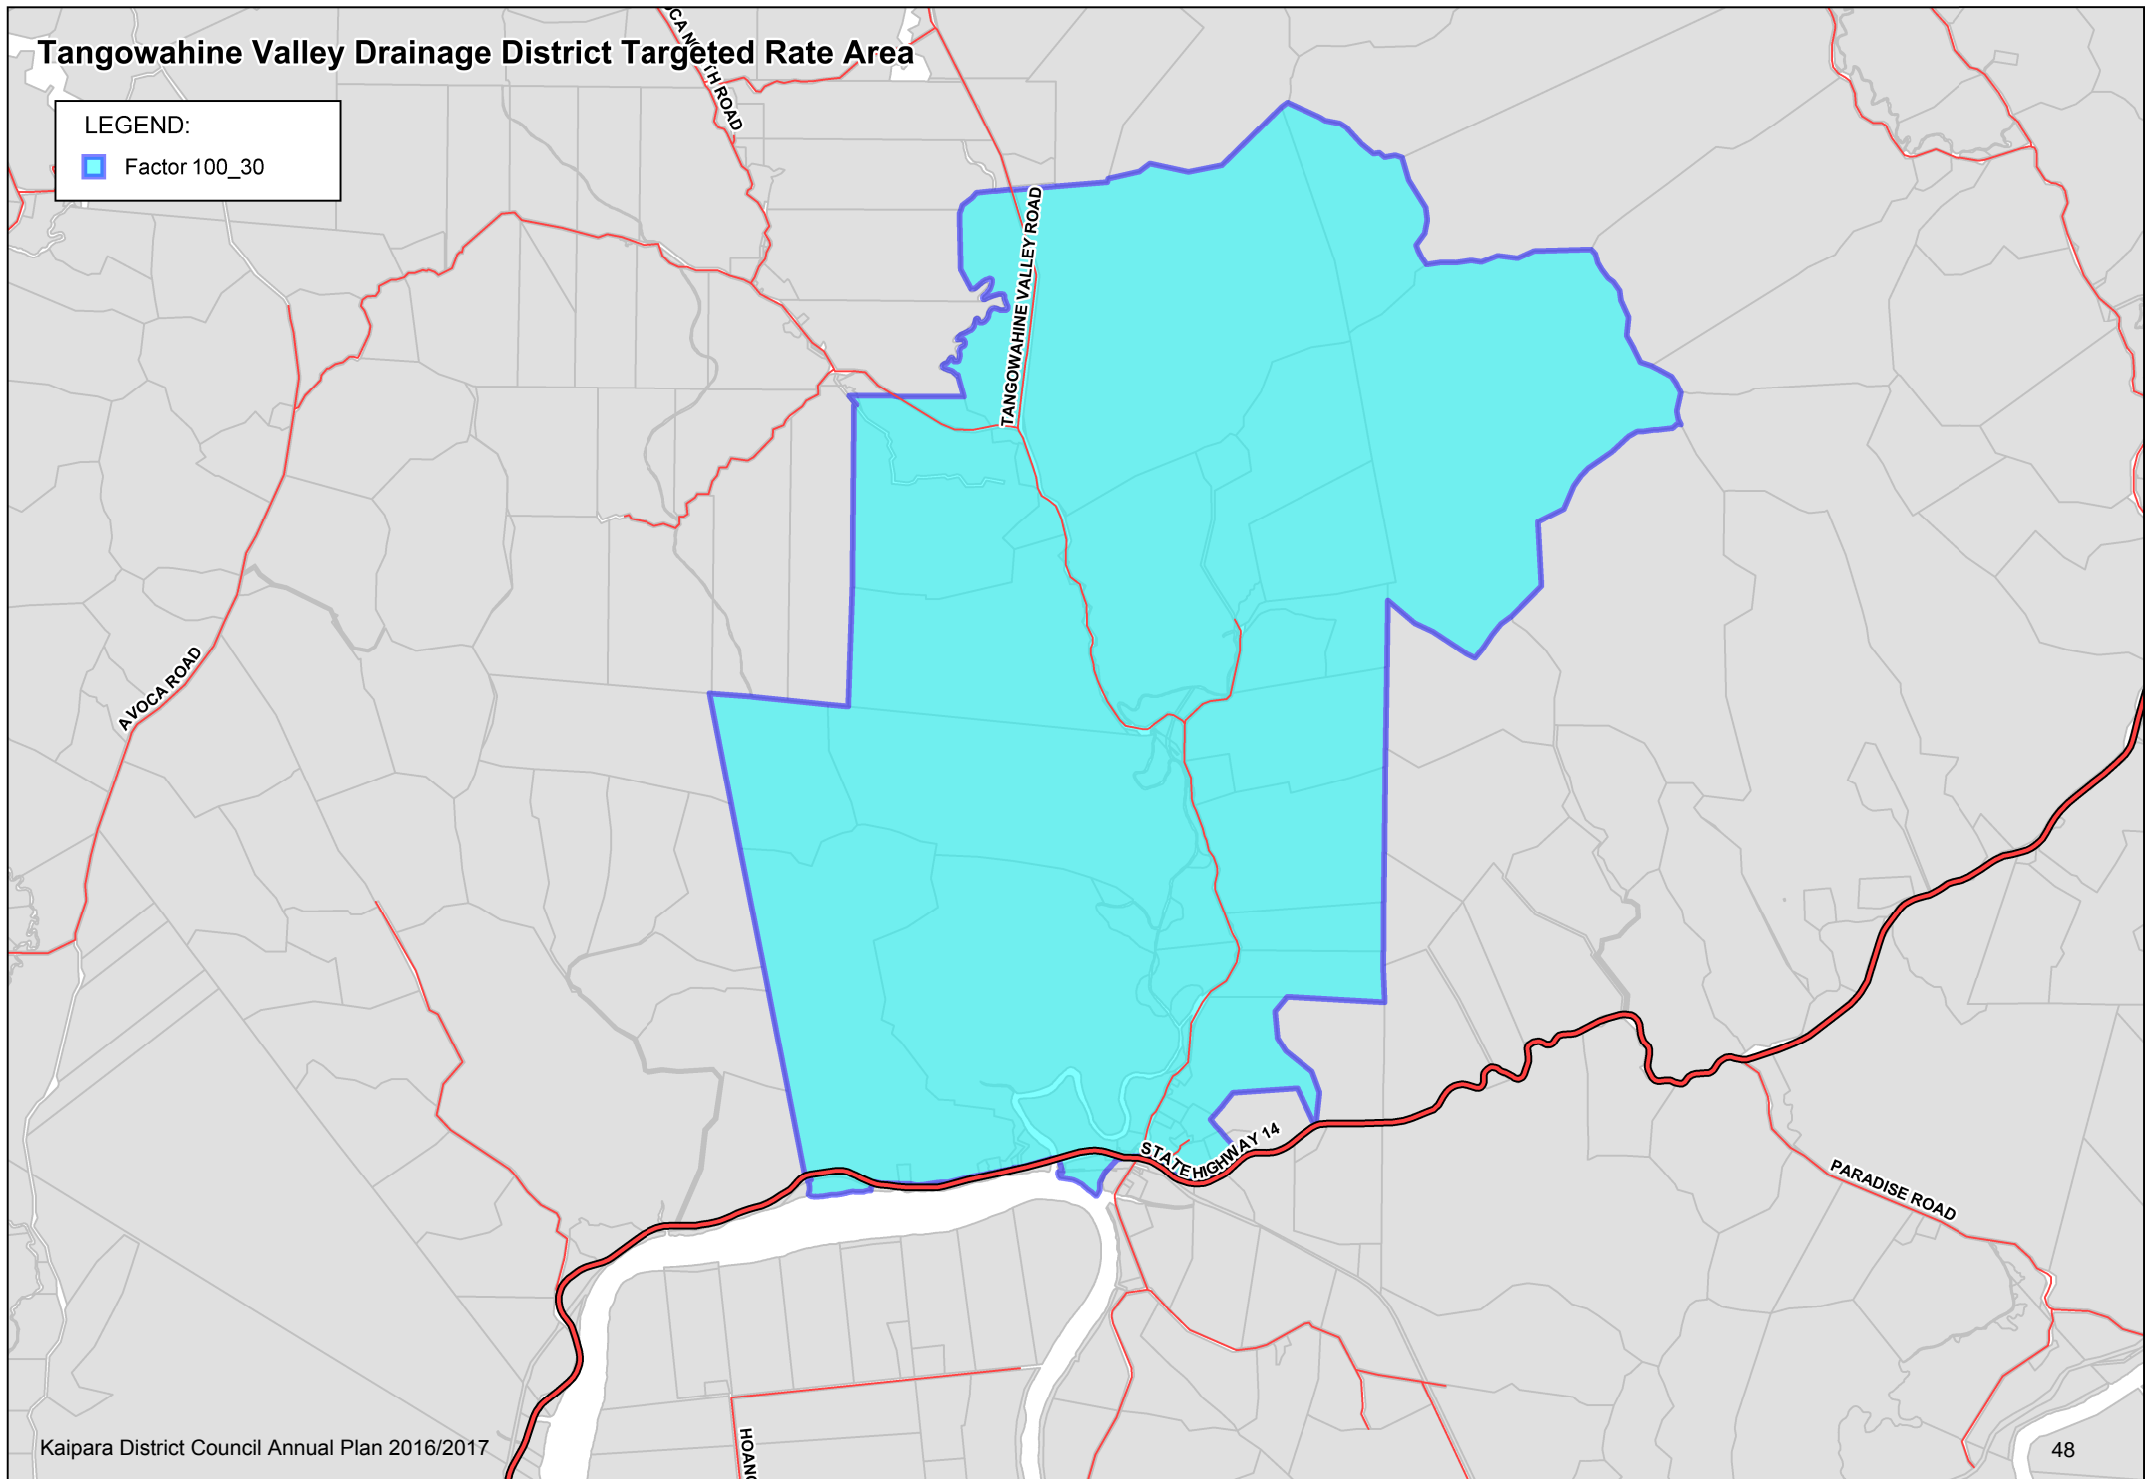 Tangowahine Valley Drainage District Targeted Rate Area
LEGEND:
Factor 100_30
TANGOWAHINE VALLEY ROAD
AVOCA ROAD
STATE HIGHWAY 14
PARADISE ROAD
Kaipara District Council Annual Plan 2016/2017
48